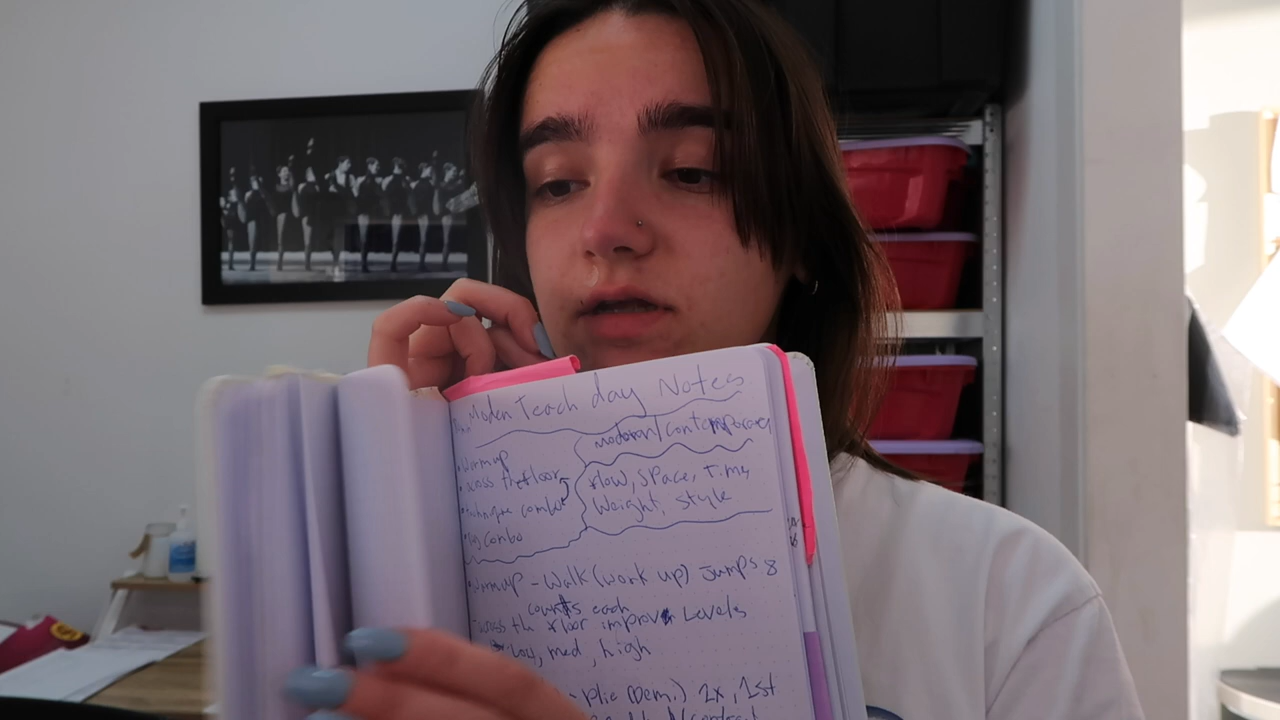 Modern Teach day Notes
modern/contemporary
• Warmup
• across the floor
flow, space, time,
Weight, style
• technique combo
• big combo
• Warmup - Walk (work up) Jumps 8
counts each
- across the floor improv Levels
low, med, high
- plie (Dem.) 2x, 1st